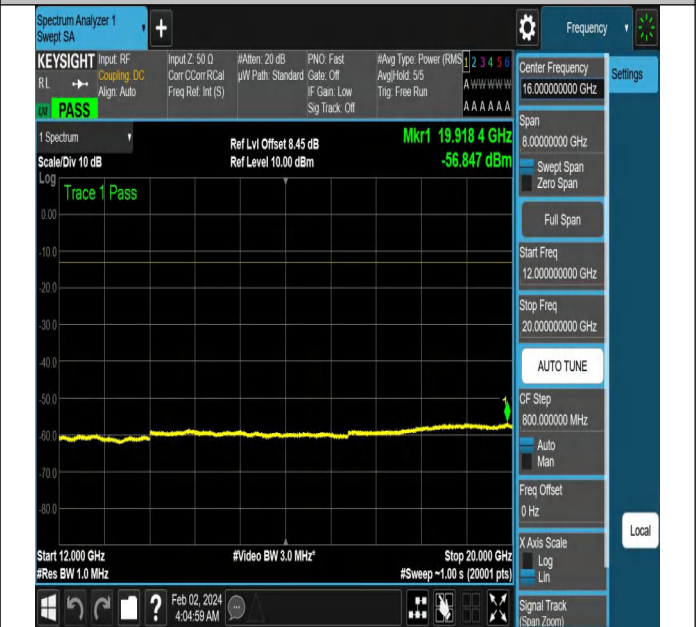 Spectrum Analyzer 1
Swept SA
+
Frequency
KEYSIGHT
RL
PASS
Input: RF
Coupling: DC
Align: Auto
Input Z: 50 Ω
Corr CCorr RCal
Freq Ref: Int (S)
#Atten: 20 dB
µW Path: Standard
PNO: Fast
Gate: Off
IF Gain: Low
Sig Track: Off
#Avg Type: Power (RMS
Avg|Hold: 5/5
Trig: Free Run
1 2 3 4 5 6
A W W W W W
A A A A A A
1 Spectrum
Scale/Div 10 dB
Log
Ref Lvl Offset 8.45 dB
Ref Level 10.00 dBm
Mkr1 19.918 4 GHz
-56.847 dBm
Trace 1 Pass
0.00
-10.0
-20.0
-30.0
-40.0
-50.0
-60.0
-70.0
-80.0
1
Start 12.000 GHz
#Res BW 1.0 MHz
#Video BW 3.0 MHz*
Stop 20.000 GHz
#Sweep ~1.00 s (20001 pts)
Center Frequency
16.000000000 GHz
Settings
Span
8.00000000 GHz
Swept Span
Zero Span
Full Span
Start Freq
12.000000000 GHz
Stop Freq
20.000000000 GHz
AUTO TUNE
CF Step
800.000000 MHz
Auto
Man
Freq Offset
0 Hz
X Axis Scale
Log
Lin
Local
Signal Track
(Span Zoom)
?
Feb 02, 2024
4:04:59 AM